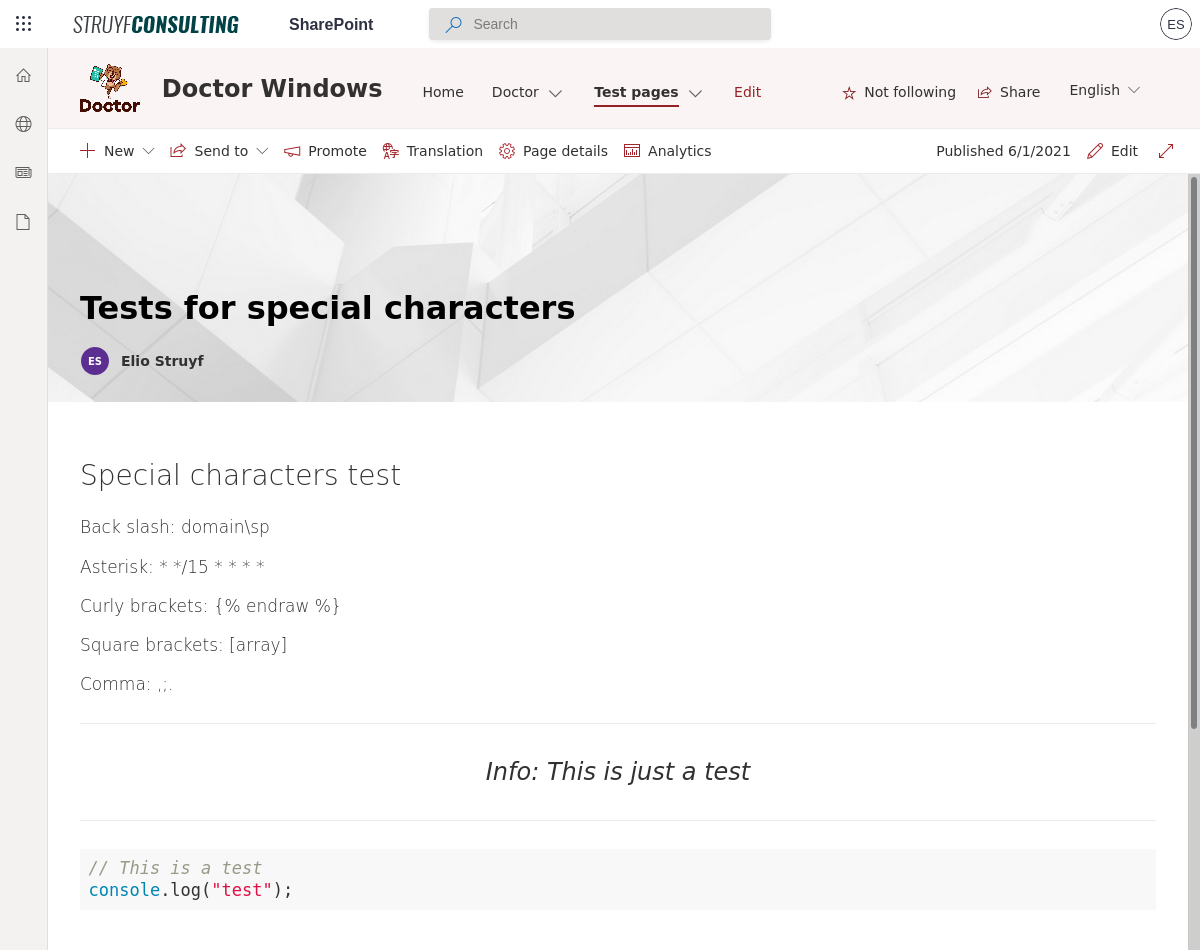 STRUYFCONSULTING
SharePoint
Search
ES
Doctor
Doctor Windows
Home
Doctor
Test pages
Edit
Not following
Share
English
New
Send to
Promote
Translation
Page details
Analytics
Published 6/1/2021
Edit
Tests for special characters
ES
Elio Struyf
Special characters test
Back slash: domain\sp
Asterisk: * */15 * * * *
Curly brackets: {% endraw %}
Square brackets: [array]
Comma: ,;.
Info: This is just a test
// This is a test
console.log("test");